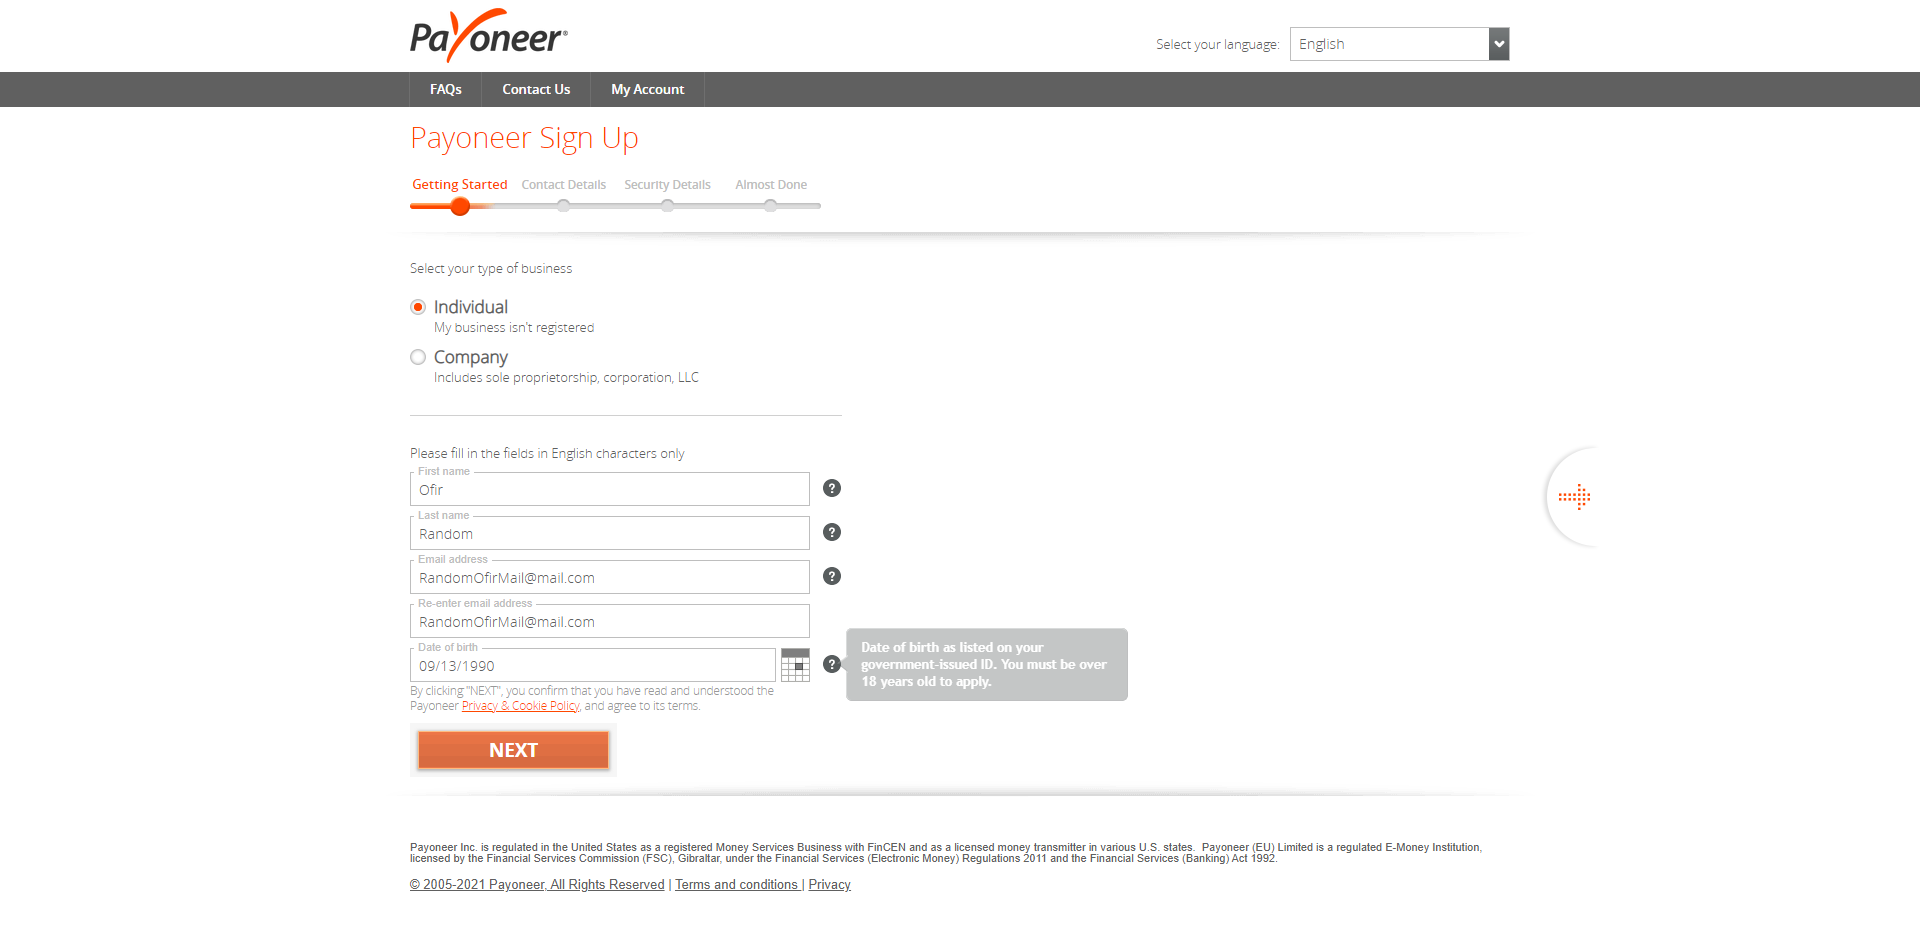 Payoneer®
Select your language: English
FAQs Contact Us My Account
Payoneer Sign Up
Getting Started Contact Details Security Details Almost Done
Select your type of business
Individual
My business isn't registered
Company
Includes sole proprietorship, corporation, LLC
Please fill in the fields in English characters only
First name
Ofir
?
Last name
Random
?
Email address
RandomOfirMail@mail.com
?
Re-enter email address
RandomOfirMail@mail.com
Date of birth
09/13/1990
?
Date of birth as listed on your
government-issued ID. You must be over
18 years old to apply.
By clicking "NEXT", you confirm that you have read and understood the
Payoneer Privacy & Cookie Policy, and agree to its terms.
NEXT
Payoneer Inc. is regulated in the United States as a registered Money Services Business with FinCEN and as a licensed money transmitter in various U.S. states. Payoneer (EU) Limited is a regulated E-Money Institution,
licensed by the Financial Services Commission (FSC), Gibraltar, under the Financial Services (Electronic Money) Regulations 2011 and the Financial Services (Banking) Act 1992.
© 2005-2021 Payoneer, All Rights Reserved | Terms and conditions | Privacy